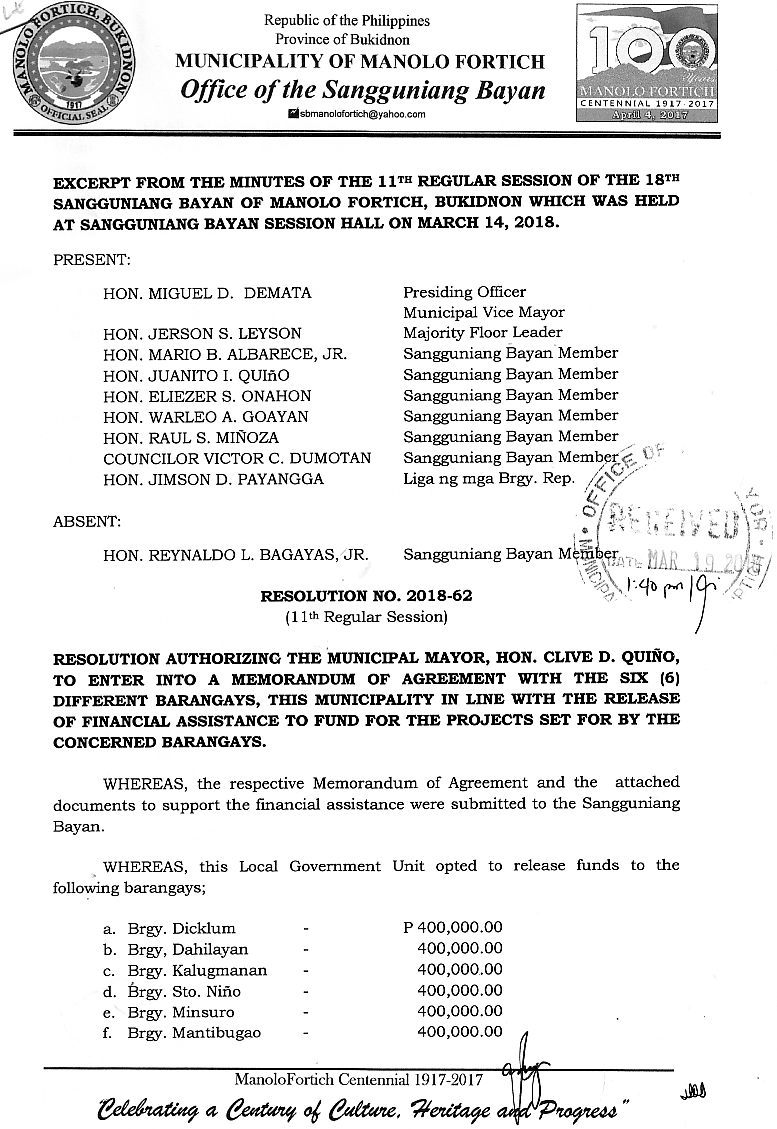 Republic of the Philippines
Province of Bukidnon
MUNICIPALITY OF MANOLO FORTICH
Office of the Sangguniang Bayan
sbmanolofortich@yahoo.com
MANOLO FORTICH, BUKIDNON
1917
OFFICIAL SEAL
100
Years
MANOLO FORTICH
CENTENNIAL 1917-2017
April 4, 2017
EXCERPT FROM THE MINUTES OF THE 11TH REGULAR SESSION OF THE 18TH
SANGGUNIANG BAYAN OF MANOLO FORTICH, BUKIDNON WHICH WAS HELD
AT SANGGUNIANG BAYAN SESSION HALL ON MARCH 14, 2018.
PRESENT:
HON. MIGUEL D. DEMATA Presiding Officer
Municipal Vice Mayor
HON. JERSON S. LEYSON Majority Floor Leader
HON. MARIO B. ALBARECE, JR. Sangguniang Bayan Member
HON. JUANITO I. QUIñO Sangguniang Bayan Member
HON. ELIEZER S. ONAHON Sangguniang Bayan Member
HON. WARLEO A. GOAYAN Sangguniang Bayan Member
HON. RAUL S. MIÑOZA Sangguniang Bayan Member
COUNCILOR VICTOR C. DUMOTAN Sangguniang Bayan Member
HON. JIMSON D. PAYANGGA Liga ng mga Brgy. Rep.
ABSENT:
HON. REYNALDO L. BAGAYAS, JR. Sangguniang Bayan Member
OFFICE OF
RECEIVED
DATE MAR 19 20
1:40 pm
RESOLUTION NO. 2018-62
(11th Regular Session)
RESOLUTION AUTHORIZING THE MUNICIPAL MAYOR, HON. CLIVE D. QUIÑO,
TO ENTER INTO A MEMORANDUM OF AGREEMENT WITH THE SIX (6)
DIFFERENT BARANGAYS, THIS MUNICIPALITY IN LINE WITH THE RELEASE
OF FINANCIAL ASSISTANCE TO FUND FOR THE PROJECTS SET FOR BY THE
CONCERNED BARANGAYS.
WHEREAS, the respective Memorandum of Agreement and the attached
documents to support the financial assistance were submitted to the Sangguniang
Bayan.
WHEREAS, this Local Government Unit opted to release funds to the
following barangays;
a. Brgy. Dicklum - P 400,000.00
b. Brgy, Dahilayan - 400,000.00
c. Brgy. Kalugmanan - 400,000.00
d. Brgy. Sto. Niño - 400,000.00
e. Brgy. Minsuro - 400,000.00
f. Brgy. Mantibugao - 400,000.00
ManoloFortich Centennial 1917-2017
"Celebrating a Century of Culture, Heritage and Progress"